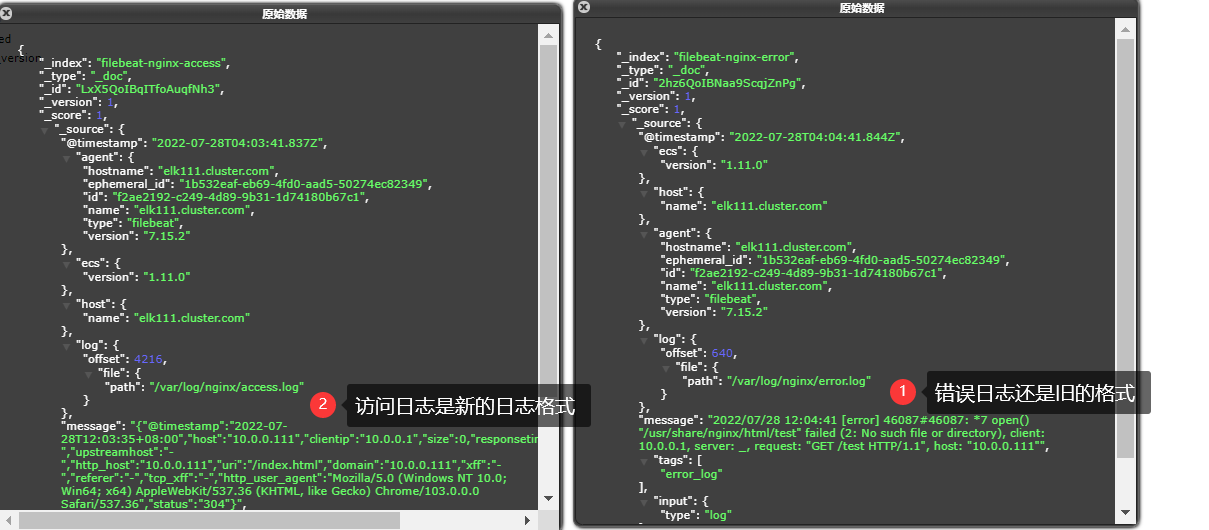 原始数据
ed
_version
{
"_index": "filebeat-nginx-access",
"_type": "_doc",
"_id": "LxX5QoIBqITfoAuqfNh3",
"_version": 1,
"_score": 1,
"_source": {
"@timestamp": "2022-07-28T04:03:41.837Z",
"agent": {
"hostname": "elk111.cluster.com",
"ephemeral_id": "1b532eaf-eb69-4fd0-aad5-50274ec82349",
"id": "f2ae2192-c249-4d89-9b31-1d74180b67c1",
"name": "elk111.cluster.com",
"type": "filebeat",
"version": "7.15.2"
},
"ecs": {
"version": "1.11.0"
},
"host": {
"name": "elk111.cluster.com"
},
"log": {
"offset": 4216,
"file": {
"path": "/var/log/nginx/access.log"
}
},
"message": "{"@timestamp":"2022-07-
28T12:03:35+08:00","host":"10.0.0.111","clientip":"10.0.0.1","size":0,"responsetin
","upstreamhost":"-
","http_host":"10.0.0.111","uri":"/index.html","domain":"10.0.0.111","xff":"-
","referer":"-","tcp_xff":"-","http_user_agent":"Mozilla/5.0 (Windows NT 10.0;
Win64; x64) AppleWebKit/537.36 (KHTML, like Gecko) Chrome/103.0.0.0
Safari/537.36","status":"304"}",
2
访问日志是新的日志格式
原始数据
{
"_index": "filebeat-nginx-error",
"_type": "_doc",
"_id": "2hz6QoIBNaa9ScqjZnPg",
"_version": 1,
"_score": 1,
"_source": {
"@timestamp": "2022-07-28T04:04:41.844Z",
"ecs": {
"version": "1.11.0"
},
"host": {
"name": "elk111.cluster.com"
},
"agent": {
"hostname": "elk111.cluster.com",
"ephemeral_id": "1b532eaf-eb69-4fd0-aad5-50274ec82349",
"id": "f2ae2192-c249-4d89-9b31-1d74180b67c1",
"name": "elk111.cluster.com",
"type": "filebeat",
"version": "7.15.2"
},
"log": {
"offset": 640,
"file": {
"path": "/var/log/nginx/error.log"
}
},
"message": "2022/07/28 12:04:41 [error] 46087#46087: *7 open()
"/usr/share/nginx/html/test" failed (2: No such file or directory), client:
10.0.0.1, server: _, request: "GET /test HTTP/1.1", host: "10.0.0.111"",
"tags": [
"error_log"
],
"input": {
"type": "log"
1
错误日志还是旧的格式